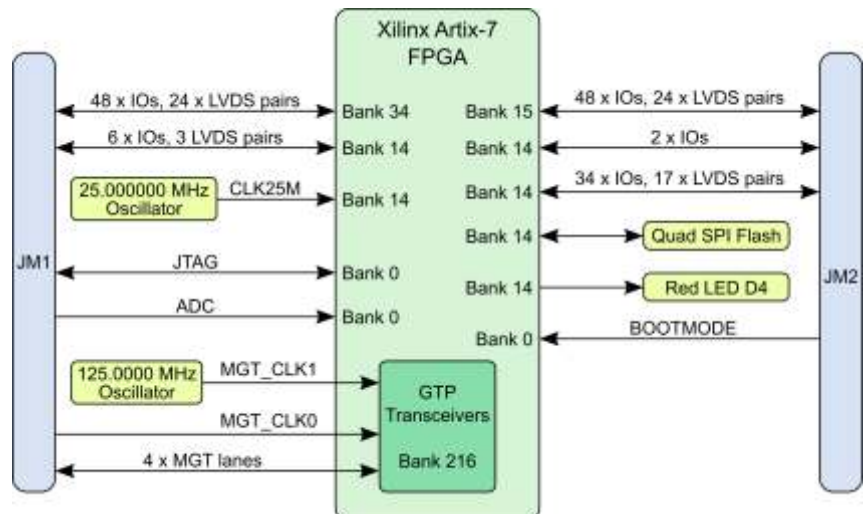 Xilinx Artix-7
FPGA
JM1
48 x IOs, 24 x LVDS pairs
Bank 34
6 x IOs, 3 LVDS pairs
Bank 14
25.000000 MHz
Oscillator
CLK25M
Bank 14
JTAG
Bank 0
ADC
Bank 0
125.0000 MHz
Oscillator
MGT_CLK1
MGT_CLK0
4 x MGT lanes
GTP
Transceivers
Bank 216
Bank 15
48 x IOs, 24 x LVDS pairs
Bank 14
2 x IOs
Bank 14
34 x IOs, 17 x LVDS pairs
Bank 14
Quad SPI Flash
Bank 14
Red LED D4
Bank 0
BOOTMODE
JM2